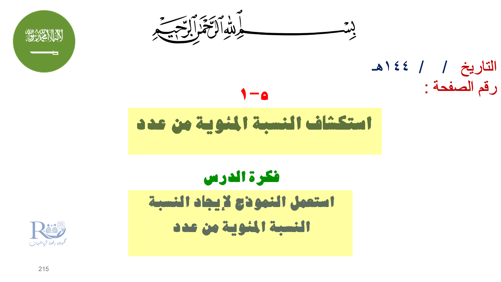 بسم الله الرحمن الرحيم
التاريخ / / ١٤٤هـ
رقم الصفحة :
٥-١
استكشاف النسبة المئوية من عدد
فكرة الدرس
استعمل النموذج لإيجاد النسبة
النسبة المئوية من عدد
215